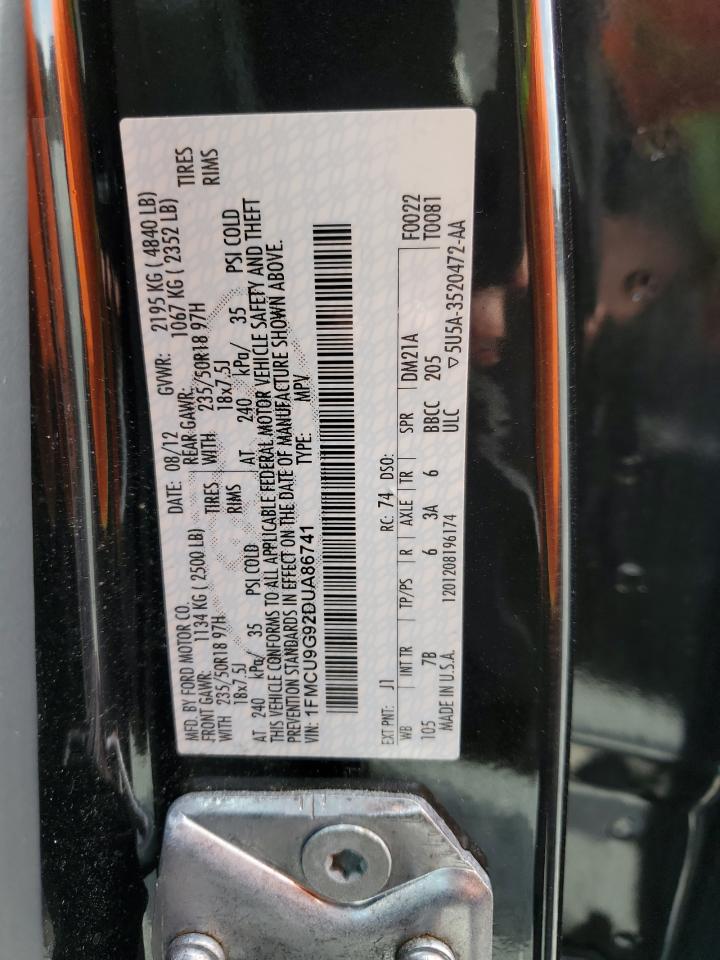 MFD. BY FORD MOTOR CO. DATE: 08/12 GVWR: 2195 KG ( 4840 LB)
FRONT GAWR: 1134 KG ( 2500 LB) REAR GAWR: 1067 KG ( 2352 LB)
WITH 235/50R18 97H TIRES WITH 235/50R18 97H TIRES
18x7.5J RIMS 18x7.5J RIMS
AT 240 kPa/ 35 PSI COLD AT 240 kPa/ 35 PSI COLD
THIS VEHICLE CONFORMS TO ALL APPLICABLE FEDERAL MOTOR VEHICLE SAFETY AND THEFT
PREVENTION STANDARDS IN EFFECT ON THE DATE OF MANUFACTURE SHOWN ABOVE.
VIN: 1FMCU9G92DUA86741 TYPE: MPV
EXT PNT: J1 RC: 74 DSO: F0022
WB INT TR TP/PS R AXLE TR SPR DM21A T0081
105 7B 6 3A 6 BBCC 205
MADE IN U.S.A. 1201208196174 ULC ▽5U5A-3520472-AA